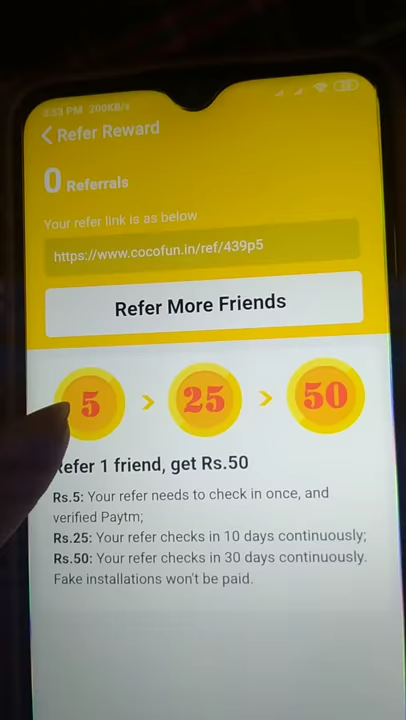 3:53 PM 200KB/s
Refer Reward
0 Referrals
Your refer link is as below
https://www.cocofun.in/ref/439p5
Refer More Friends
5 > 25 > 50
Refer 1 friend, get Rs.50
Rs.5: Your refer needs to check in once, and
verified Paytm;
Rs.25: Your refer checks in 10 days continuously;
Rs.50: Your refer checks in 30 days continuously.
Fake installations won't be paid.